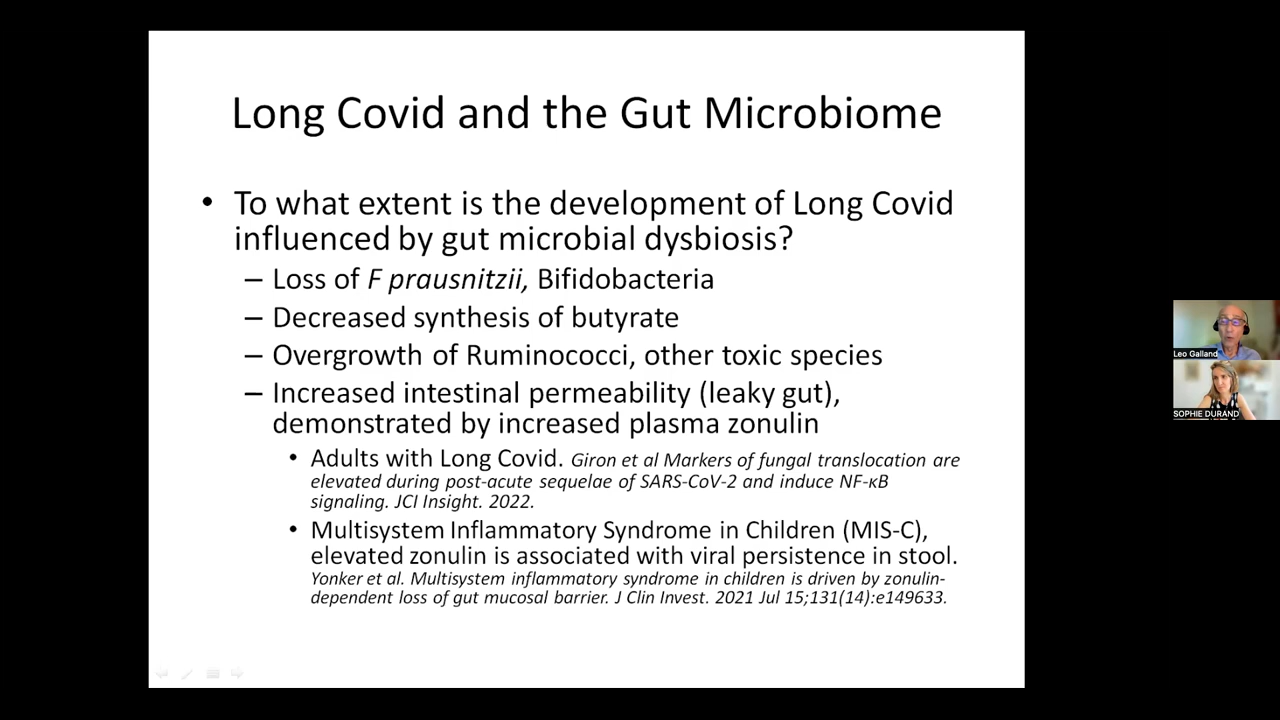 Long Covid and the Gut Microbiome
• To what extent is the development of Long Covid
influenced by gut microbial dysbiosis?
– Loss of F prausnitzii, Bifidobacteria
– Decreased synthesis of butyrate
– Overgrowth of Ruminococci, other toxic species
– Increased intestinal permeability (leaky gut),
demonstrated by increased plasma zonulin
• Adults with Long Covid. Giron et al Markers of fungal translocation are
elevated during post-acute sequelae of SARS-CoV-2 and induce NF-κB
signaling. JCI Insight. 2022.
• Multisystem Inflammatory Syndrome in Children (MIS-C),
elevated zonulin is associated with viral persistence in stool.
Yonker et al. Multisystem inflammatory syndrome in children is driven by zonulin-
dependent loss of gut mucosal barrier. J Clin Invest. 2021 Jul 15;131(14):e149633.
Leo Galland
SOPHIE DURAND